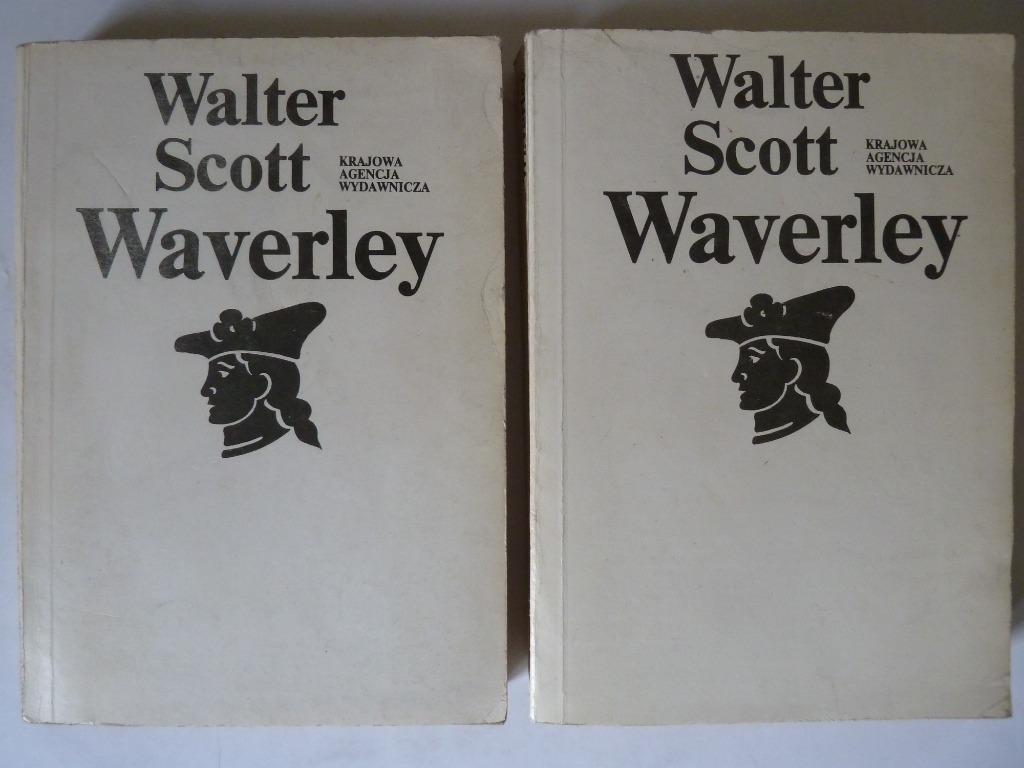 Walter
Scott
KRAJOWA
AGENCJA
WYDAWNICZA
Waverley
Walter
Scott
KRAJOWA
AGENCJA
WYDAWNICZA
Waverley